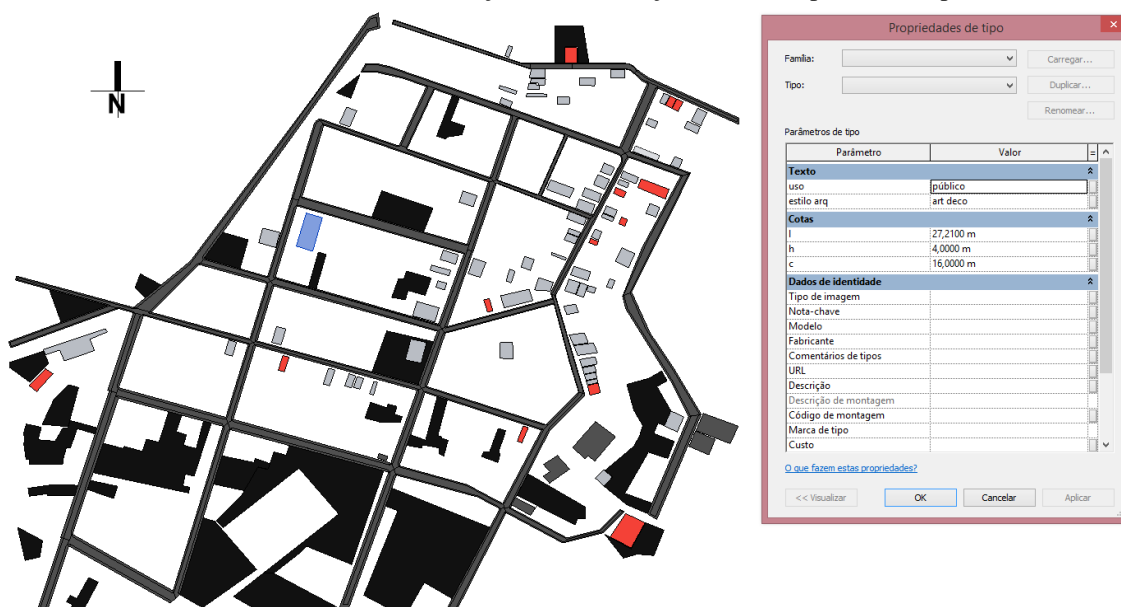 N
Propriedades de tipo
Família:
Carregar...
Tipo:
Duplicar...
Renomear...
Parâmetros de tipo
Parâmetro Valor =
Texto
uso público
estilo arq art deco
Cotas
l 27,2100 m
h 4,0000 m
c 16,0000 m
Dados de identidade
Tipo de imagem
Nota-chave
Modelo
Fabricante
Comentários de tipos
URL
Descrição
Descrição de montagem
Código de montagem
Marca de tipo
Custo
O que fazem estas propriedades?
<< Visualizar OK Cancelar Aplicar